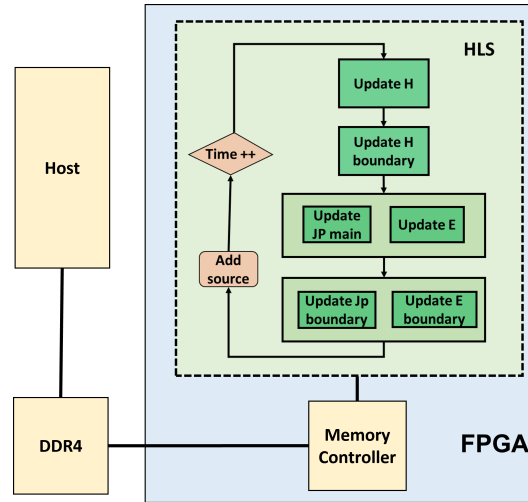 HLS
Update H
Update H
boundary
Time ++
Host
Update
JP main
Update E
Add
source
Update Jp
boundary
Update E
boundary
DDR4
Memory
Controller
FPGA